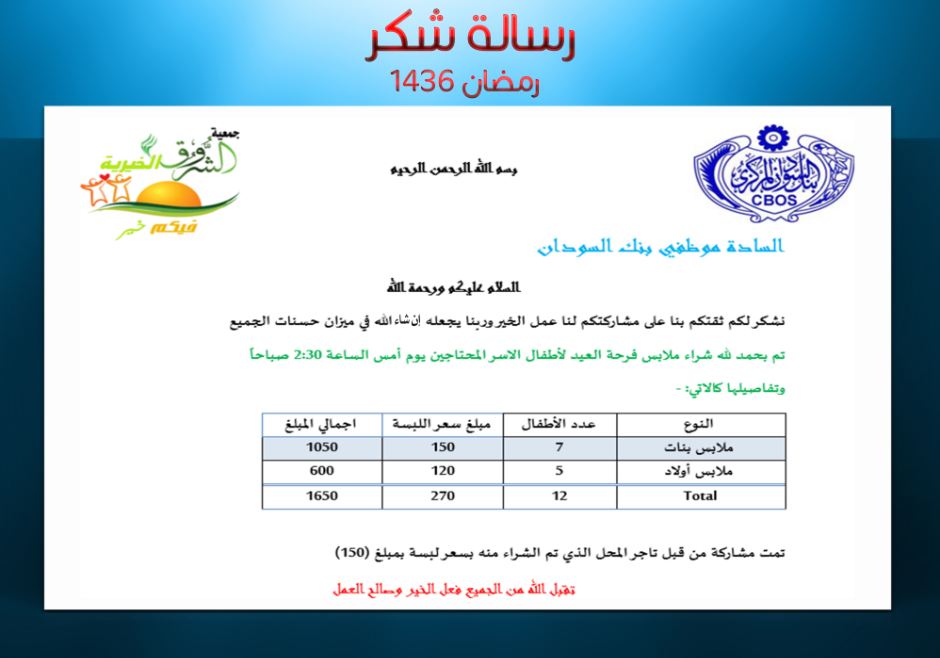 رسالة شكر
رمضان 1436
جمعية
الشروق الخيرية
فيكم خير
بسم الله الرحمن الرحيم
بنك السودان المركزي
CBOS
السادة موظفي بنك السودان
السلام عليكم ورحمة الله
نشكر لكم ثقتكم بنا على مشاركتكم لنا عمل الخير وربنا يجعله إن شاء الله في ميزان حسنات الجميع
تم بحمد لله شراء ملابس فرحة العيد لأطفال الاسر المحتاجين يوم أمس الساعة 2:30 صباحاً
وتفاصيلها كالاتي: -
النوع عدد الأطفال مبلغ سعر اللبسة اجمالي المبلغ
ملابس بنات 7 150 1050
ملابس أولاد 5 120 600
Total 12 270 1650
تمت مشاركة من قبل تاجر المحل الذي تم الشراء منه بسعر لبسة بمبلغ (150)
تقبل الله من الجميع فعل الخير وصالح العمل